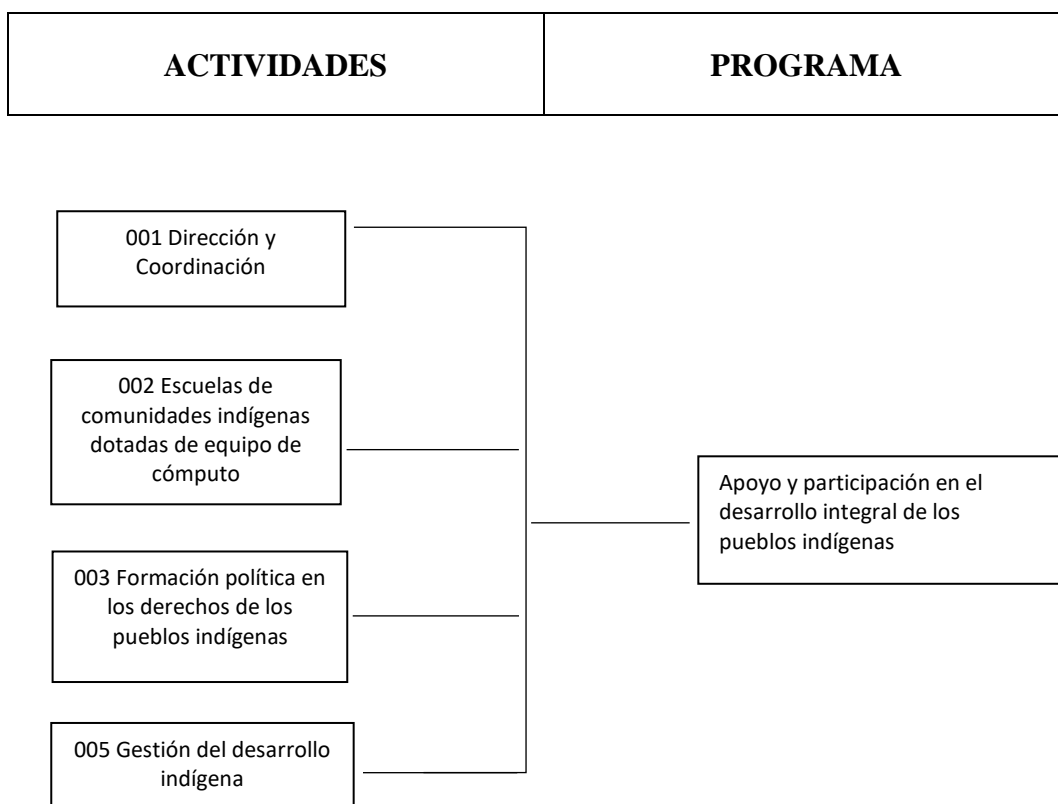 ACTIVIDADES
PROGRAMA
001 Dirección y
Coordinación
002 Escuelas de
comunidades indígenas
dotadas de equipo de
cómputo
003 Formación política en
los derechos de los
pueblos indígenas
005 Gestión del desarrollo
indígena
Apoyo y participación en el
desarrollo integral de los
pueblos indígenas